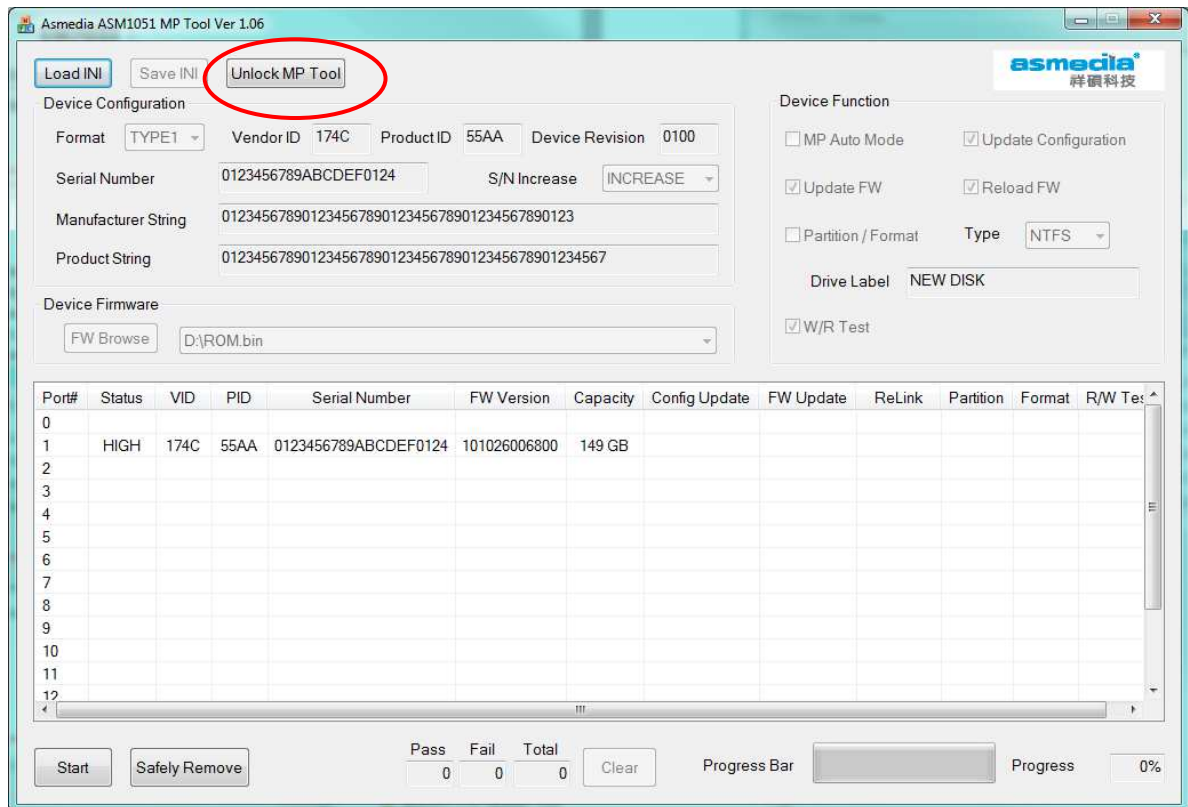 Asmedia ASM1051 MP Tool Ver 1.06
Load INI Save INI Unlock MP Tool
asmedia
祥碩科技
Device Configuration
Format TYPE1 Vendor ID 174C Product ID 55AA Device Revision 0100
Serial Number 0123456789ABCDEF0124 S/N Increase INCREASE
Manufacturer String 01234567890123456789012345678901234567890123
Product String 012345678901234567890123456789012345678901234567
Device Function
MP Auto Mode Update Configuration
Update FW Reload FW
Partition / Format Type NTFS
Drive Label NEW DISK
W/R Test
Device Firmware
FW Browse D:\ROM.bin
Port# Status VID PID Serial Number FW Version Capacity Config Update FW Update ReLink Partition Format R/W Tes
0
1 HIGH 174C 55AA 0123456789ABCDEF0124 101026006800 149 GB
2
3
4
5
6
7
8
9
10
11
12
Start Safely Remove Pass 0 Fail 0 Total 0 Clear Progress Bar Progress 0%